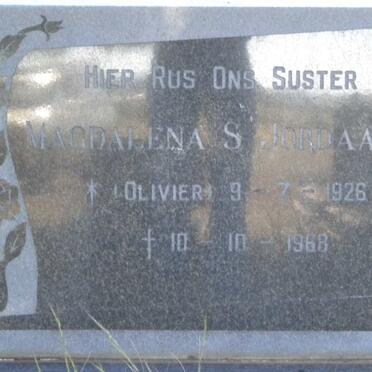 Hier Rus Ons Suster
Magdalena S Jordaa
* (Olivier) 9 - 7 - 1926
† 10 - 10 - 1968